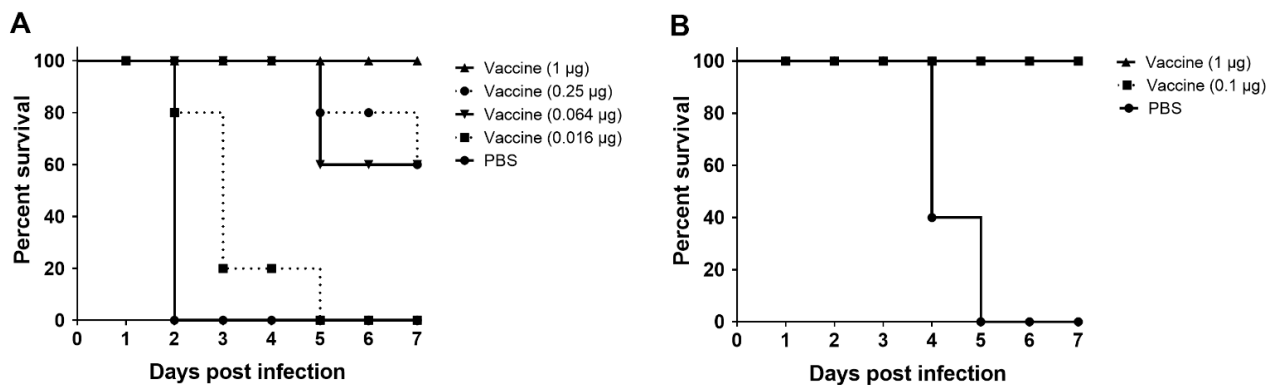 A
Percent survival
100
80
60
40
20
0
0 1 2 3 4 5 6 7
Days post infection
Vaccine (1 µg)
Vaccine (0.25 µg)
Vaccine (0.064 µg)
Vaccine (0.016 µg)
PBS
B
Percent survival
100
80
60
40
20
0
0 1 2 3 4 5 6 7
Days post infection
Vaccine (1 µg)
Vaccine (0.1 µg)
PBS